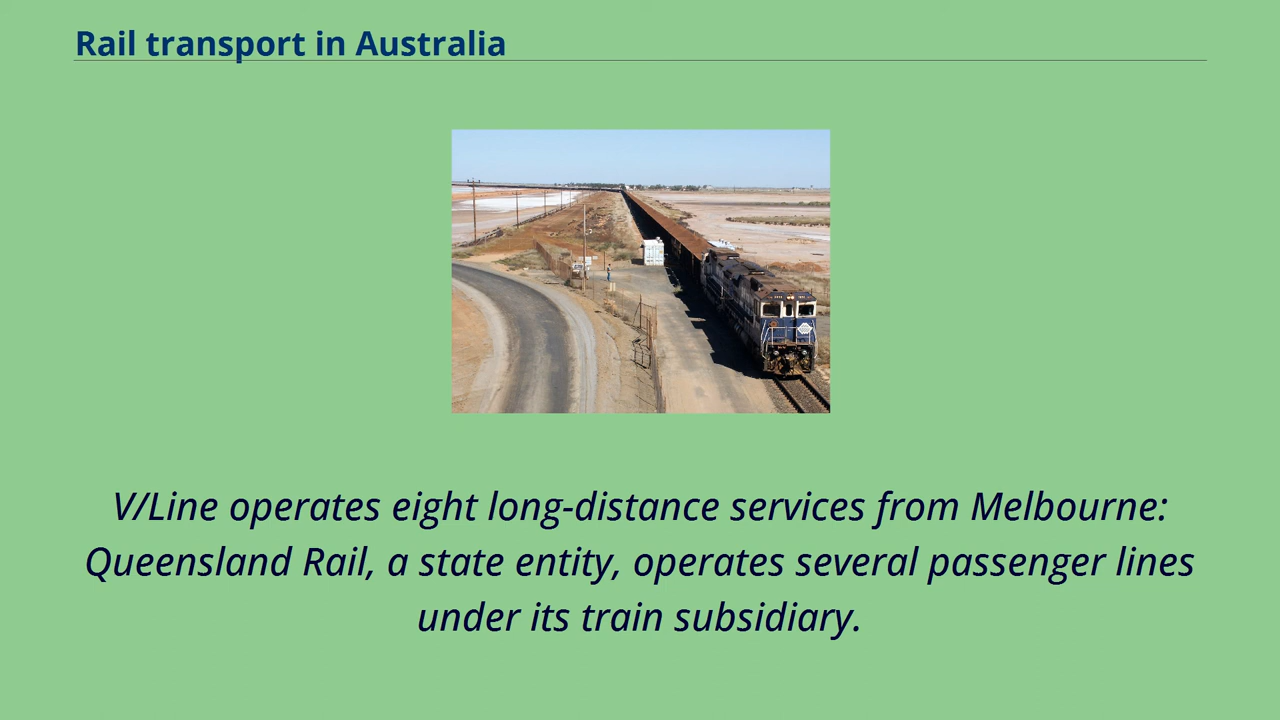 Rail transport in Australia
V/Line operates eight long-distance services from Melbourne:
Queensland Rail, a state entity, operates several passenger lines
under its train subsidiary.